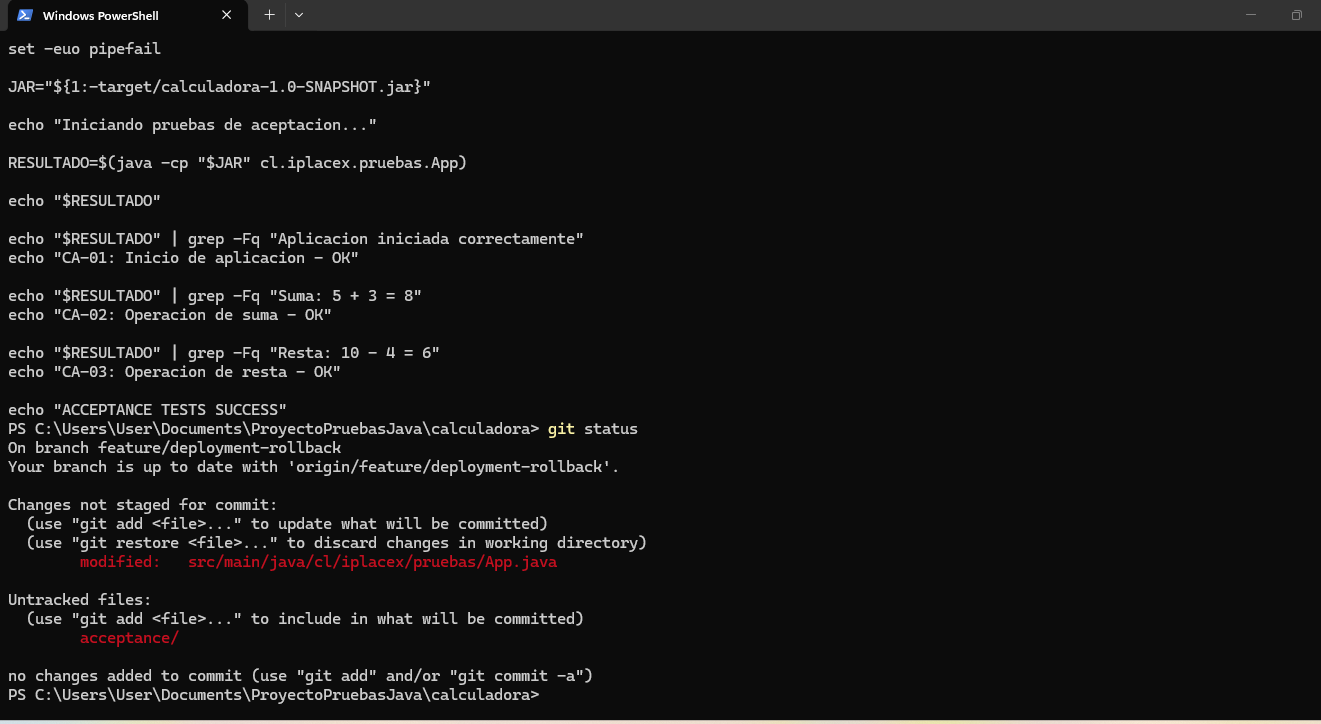 Windows PowerShell
set -euo pipefail
JAR="${1:-target/calculadora-1.0-SNAPSHOT.jar}"
echo "Iniciando pruebas de aceptacion..."
RESULTADO=$(java -cp "$JAR" cl.iplacex.pruebas.App)
echo "$RESULTADO"
echo "$RESULTADO" | grep -Fq "Aplicacion iniciada correctamente"
echo "CA-01: Inicio de aplicacion - OK"
echo "$RESULTADO" | grep -Fq "Suma: 5 + 3 = 8"
echo "CA-02: Operacion de suma - OK"
echo "$RESULTADO" | grep -Fq "Resta: 10 - 4 = 6"
echo "CA-03: Operacion de resta - OK"
echo "ACCEPTANCE TESTS SUCCESS"
PS C:\Users\User\Documents\ProyectoPruebasJava\calculadora> git status
On branch feature/deployment-rollback
Your branch is up to date with 'origin/feature/deployment-rollback'.
Changes not staged for commit:
  (use "git add <file>..." to update what will be committed)
  (use "git restore <file>..." to discard changes in working directory)
        modified:   src/main/java/cl/iplacex/pruebas/App.java
Untracked files:
  (use "git add <file>..." to include in what will be committed)
        acceptance/
no changes added to commit (use "git add" and/or "git commit -a")
PS C:\Users\User\Documents\ProyectoPruebasJava\calculadora>